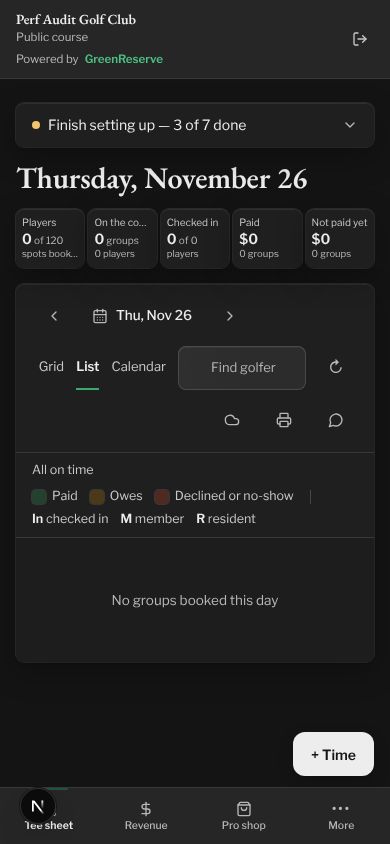 Perf Audit Golf Club
Public course
Powered by GreenReserve
Finish setting up — 3 of 7 done
Thursday, November 26
Players On the co... Checked in Paid Not paid yet
0 of 120 0 groups 0 of 0 $0 $0
spots book... 0 players players 0 groups 0 groups
Thu, Nov 26
Grid List Calendar Find golfer
All on time
Paid Owes Declined or no-show
In checked in M member R resident
No groups booked this day
+ Time
N
Tee sheet Revenue Pro shop More